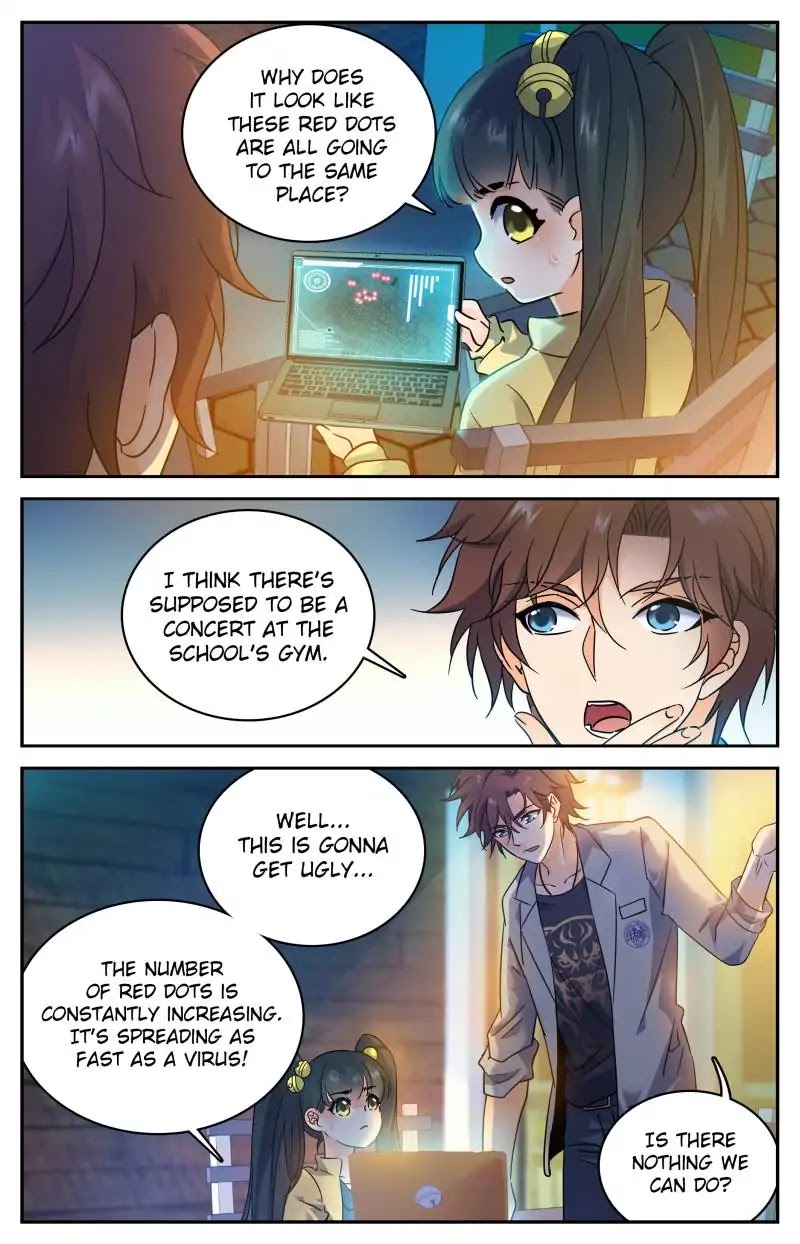 WHY DOES
IT LOOK LIKE
THESE RED DOTS
ARE ALL GOING
TO THE SAME
PLACE?
I THINK THERE'S
SUPPOSED TO BE A
CONCERT AT THE
SCHOOL'S GYM.
WELL...
THIS IS GONNA
GET UGLY...
THE NUMBER
OF RED DOTS IS
CONSTANTLY INCREASING.
IT'S SPREADING AS
FAST AS A VIRUS!
IS THERE
NOTHING WE
CAN DO?